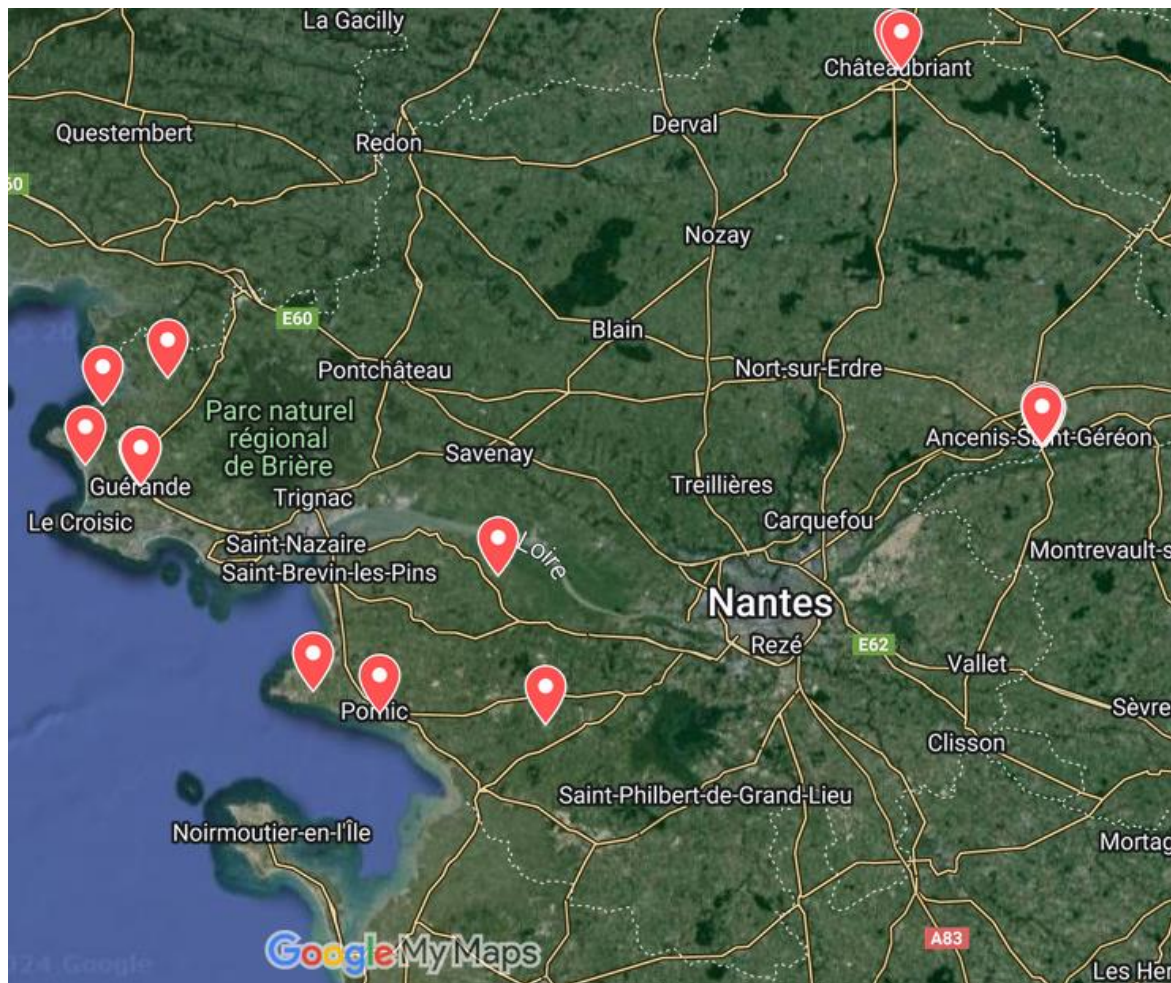 La Gacilly
Châteaubriant
Questembert
Derval
Redon
60
Nozay
E60
Blain
Pontchâteau
Nort-sur-Erdre
Parc naturel
régional
de Brière
Ancenis-Saint-Géréon
Savenay
Guérande
Treillières
Trignac
Le Croisic
Carquefou
Saint-Nazaire
Loire
Montrevault-s
Saint-Brevin-les-Pins
Nantes
Rezé
E62
Vallet
Pornic
Sèvre
Clisson
Saint-Philbert-de-Grand-Lieu
Noirmoutier-en-l'Île
Mortag
A83
Google My Maps
24 Google
Les Her